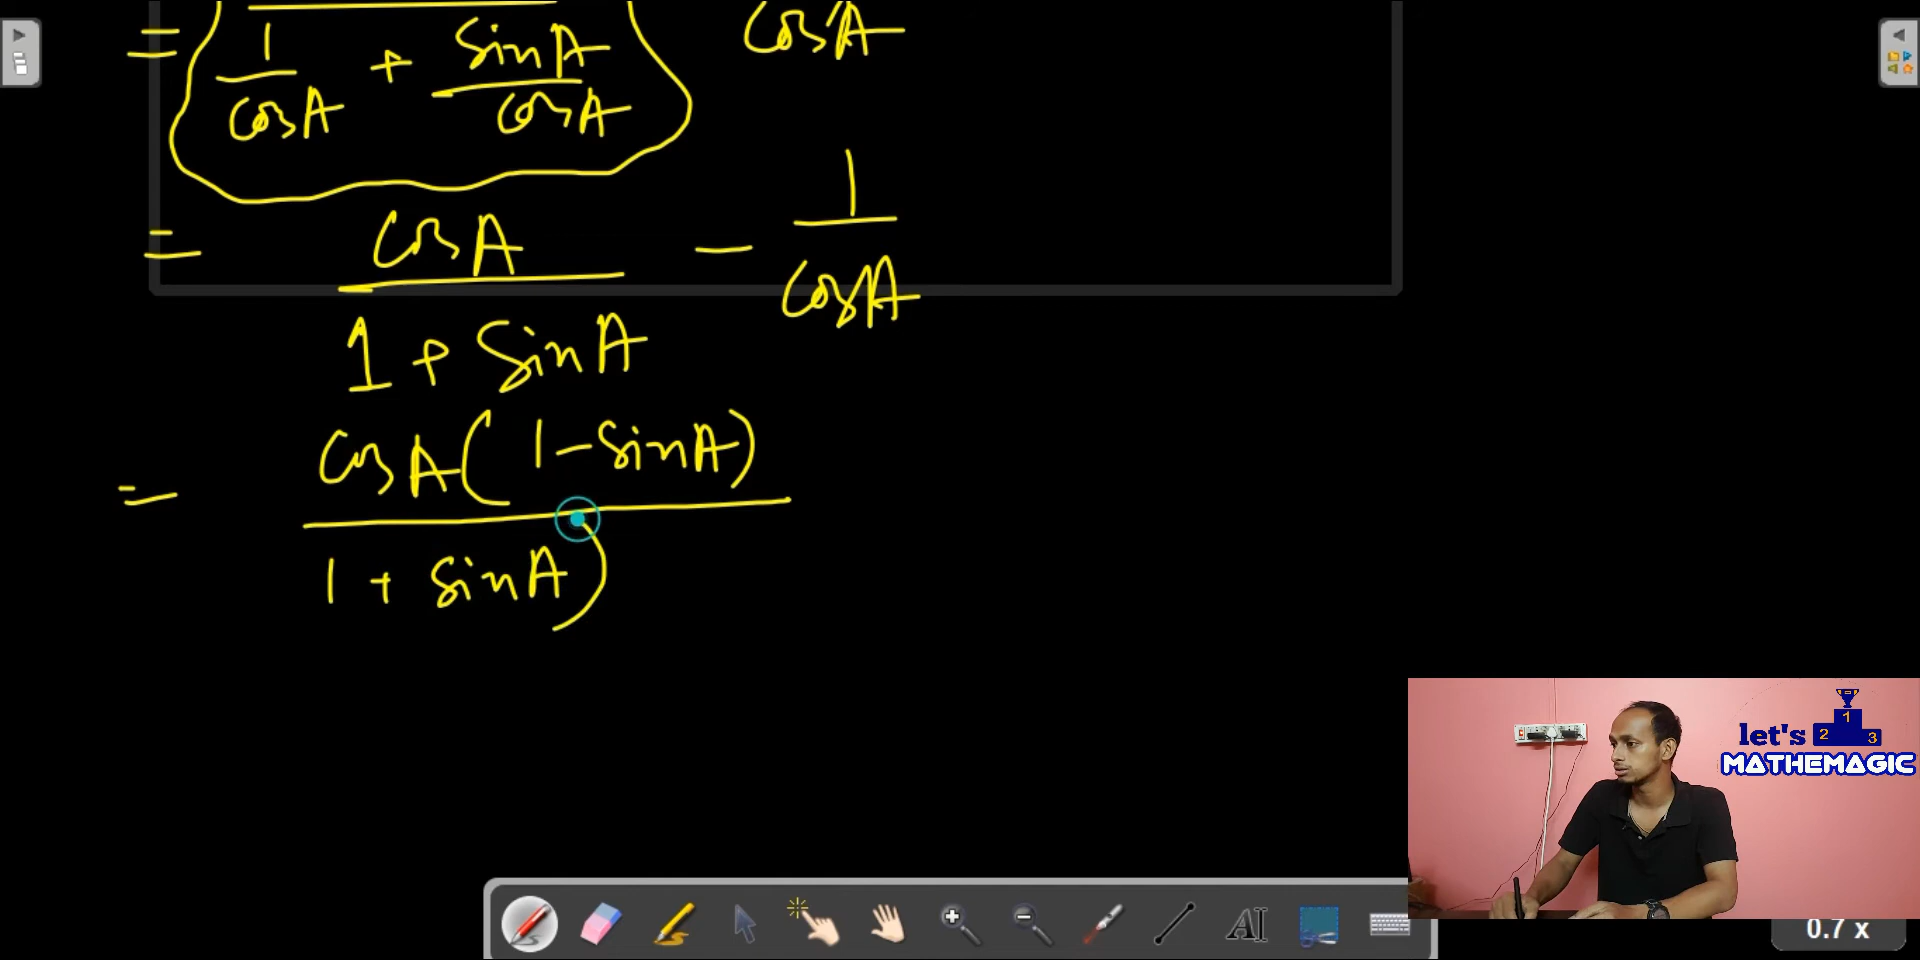 = 1/cosA + sinA/cosA cosA
= cosA/1 + sinA − 1/cosA
= cosA(1 − sinA)/1 + sinA)
let's 1 2 3
MATHEMAGIC
AI
0.7 x